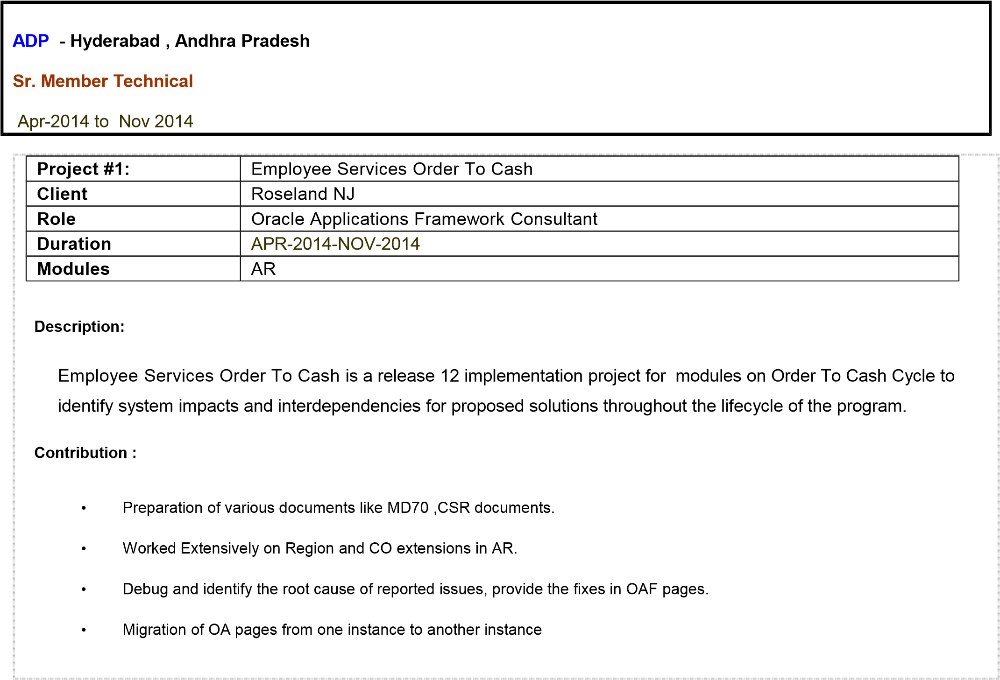 ADP  - Hyderabad , Andhra Pradesh
Sr. Member Technical
Apr-2014 to  Nov 2014
Project #1: Employee Services Order To Cash
Client Roseland NJ
Role Oracle Applications Framework Consultant
Duration APR-2014-NOV-2014
Modules AR
Description:
Employee Services Order To Cash is a release 12 implementation project for  modules on Order To Cash Cycle to
identify system impacts and interdependencies for proposed solutions throughout the lifecycle of the program.
Contribution :
• Preparation of various documents like MD70 ,CSR documents.
• Worked Extensively on Region and CO extensions in AR.
• Debug and identify the root cause of reported issues, provide the fixes in OAF pages.
• Migration of OA pages from one instance to another instance